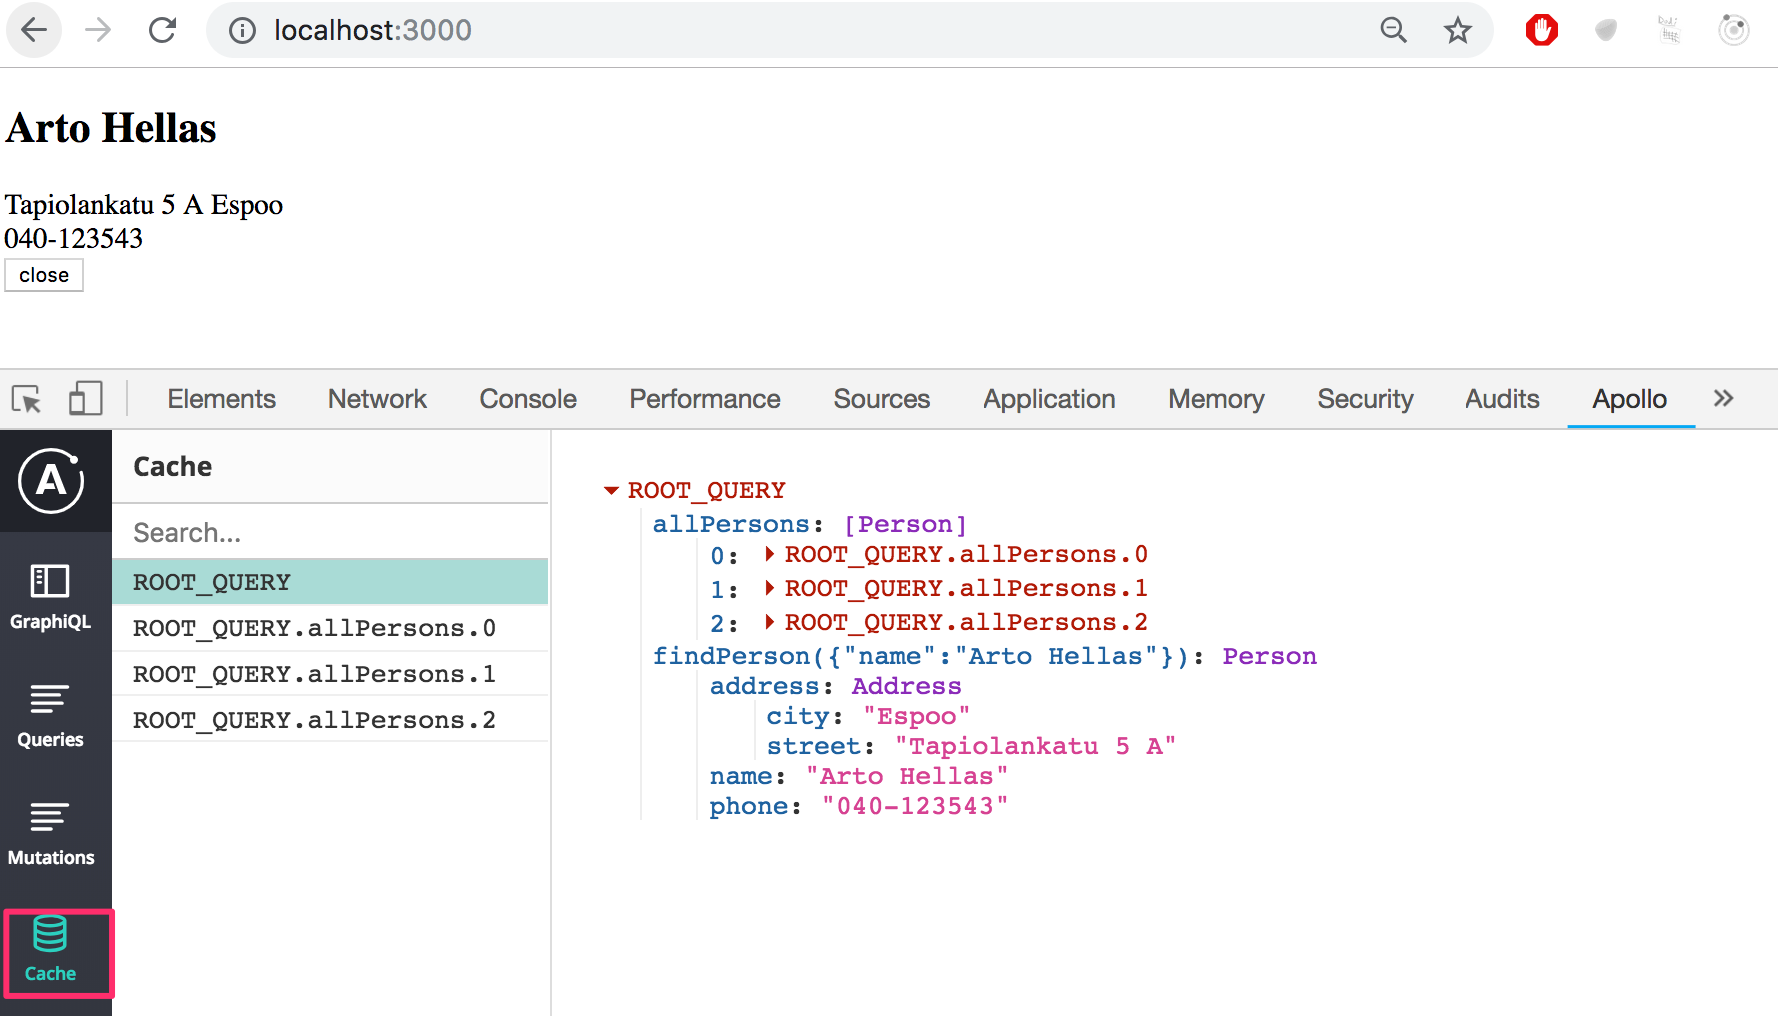 localhost:3000
Arto Hellas
Tapiolankatu 5 A Espoo
040-123543
close
Elements Network Console Performance Sources Application Memory Security Audits Apollo »
A
GraphiQL
Queries
Mutations
Cache
Cache
Search...
ROOT_QUERY
ROOT_QUERY.allPersons.0
ROOT_QUERY.allPersons.1
ROOT_QUERY.allPersons.2
ROOT_QUERY
allPersons: [Person]
0: ROOT_QUERY.allPersons.0
1: ROOT_QUERY.allPersons.1
2: ROOT_QUERY.allPersons.2
findPerson({"name":"Arto Hellas"}): Person
address: Address
city: "Espoo"
street: "Tapiolankatu 5 A"
name: "Arto Hellas"
phone: "040-123543"